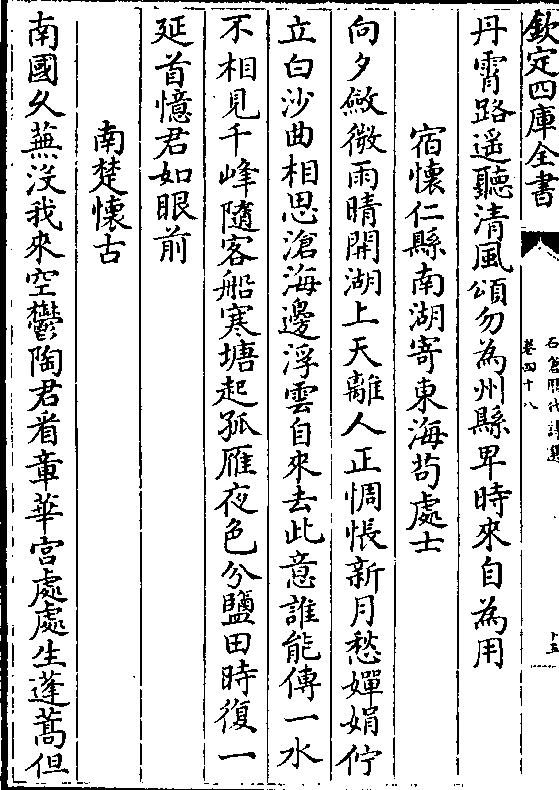 欽定四庫全書
石倉歷代詩選
卷四十八
十五
丹霄路遥聽清風頌勿為州縣卑時來自為用
宿懷仁縣南湖寄東海茍處士
向夕斂微雨晴開湖上天離人正惆悵新月愁嬋娟佇
立白沙曲相思滄海邊浮雲自來去此意誰能傳一水
不相見千峰隨客船寒塘起孤雁夜色分鹽田時復一
延首憶君如眼前
南楚懷古
南國久蕪沒我來空鬱陶君看章華宫處處生蓬蒿但